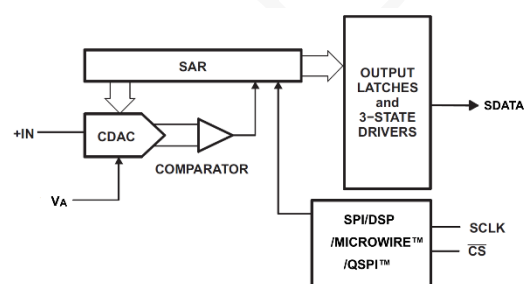 SAR
OUTPUT
LATCHES
and
3−STATE
DRIVERS
SDATA
+IN
CDAC
COMPARATOR
VA
SPI/DSP
/MICROWIRE™
/QSPI™
SCLK
CS